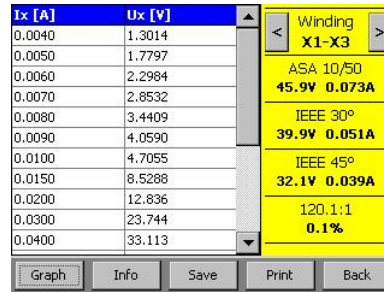 Ix [A] Ux [V]
0.0040 1.3014
0.0050 1.7797
0.0060 2.2984
0.0070 2.8532
0.0080 3.4409
0.0090 4.0590
0.0100 4.7055
0.0150 8.5288
0.0200 12.836
0.0300 23.744
0.0400 33.113
< Winding >
X1-X3
ASA 10/50
45.9V 0.073A
IEEE 30º
39.9V 0.051A
IEEE 45º
32.1V 0.039A
120.1:1
0.1%
Graph Info Save Print Back